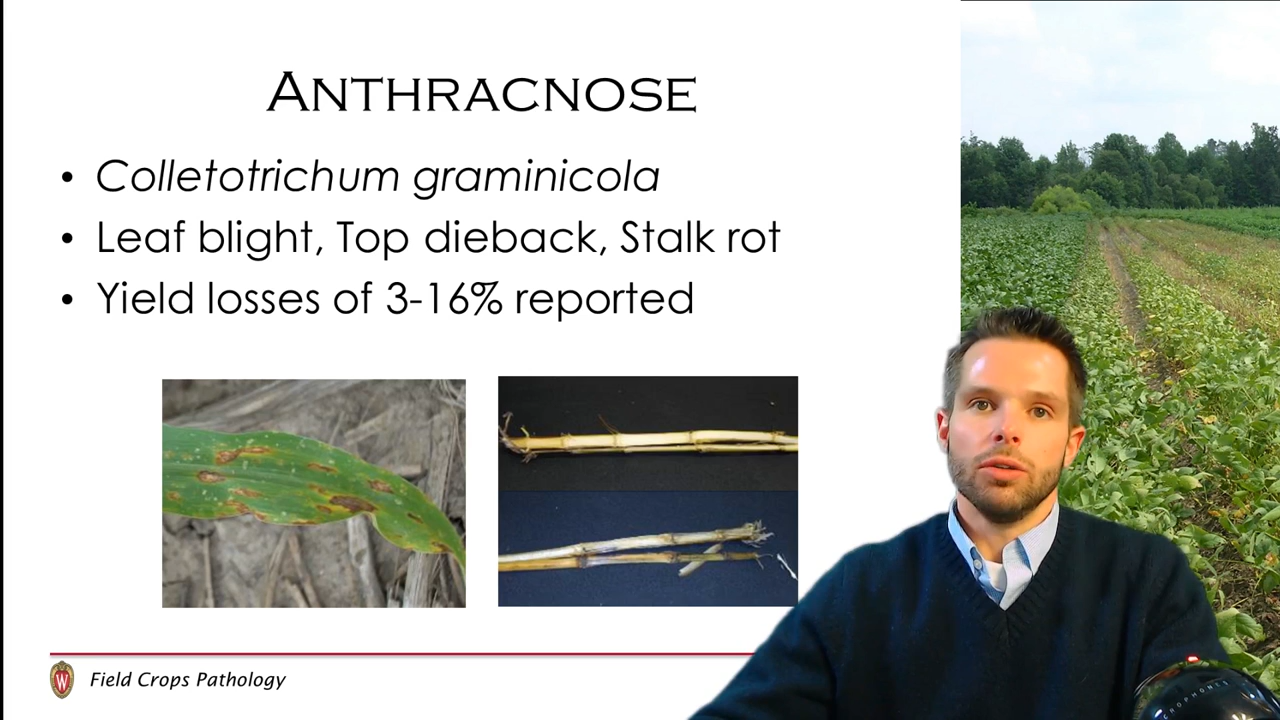 ANTHRACNOSE
• Colletotrichum graminicola
• Leaf blight, Top dieback, Stalk rot
• Yield losses of 3-16% reported
W
Field Crops Pathology